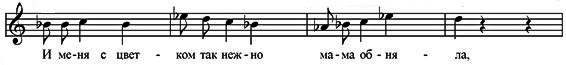 И ме-ня с цвет - ком так неж-но ма-ма об-ня - ла,